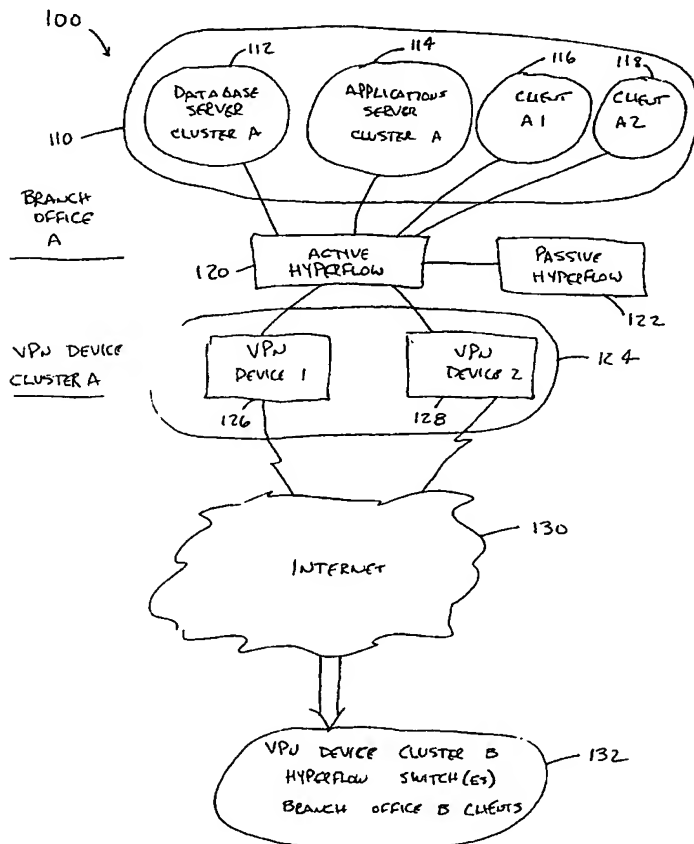 100
112
114
116
118
DATABASE
SERVER
CLUSTER A
APPLICATIONS
SERVER
CLUSTER A
CLIENT
A1
CLIENT
A2
110
BRANCH
OFFICE
A
120
ACTIVE
HYPERFLOW
PASSIVE
HYPERFLOW
122
VPN DEVICE
CLUSTER A
VPN
DEVICE 1
VPN
DEVICE 2
124
126
128
130
INTERNET
VPN DEVICE CLUSTER B
HYPERFLOW SWITCH(ES)
BRANCH OFFICE B CLIENTS
132